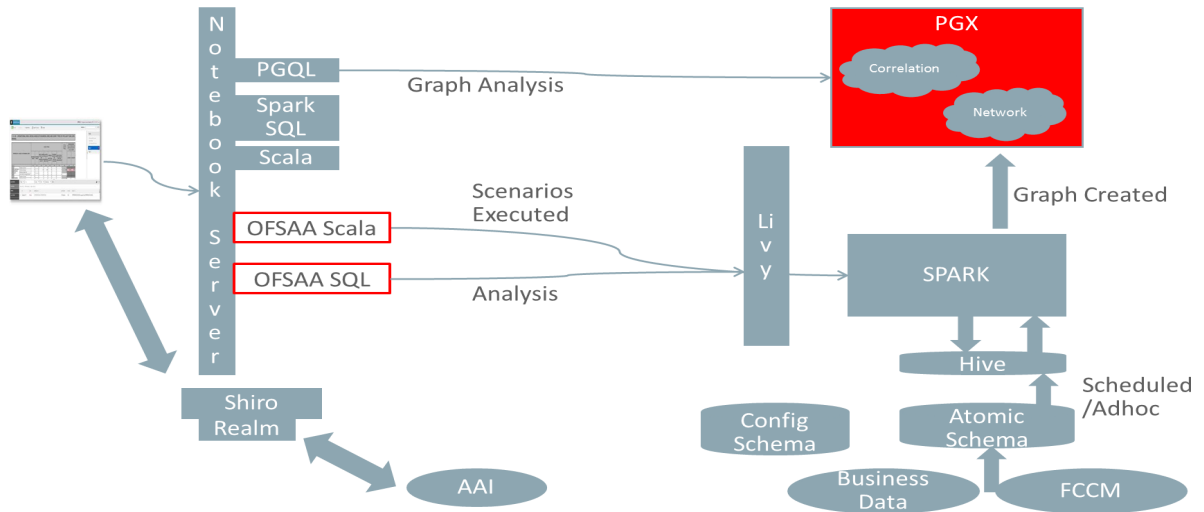 Notebook Server
PGQL
Spark
SQL
Scala
OFSAA Scala
OFSAA SQL
Graph Analysis
Scenarios
Executed
Analysis
Livy
PGX
Correlation
Network
Graph Created
SPARK
Hive
Scheduled
/Adhoc
Atomic
Schema
Config
Schema
Business
Data
FCCM
Shiro
Realm
AAI